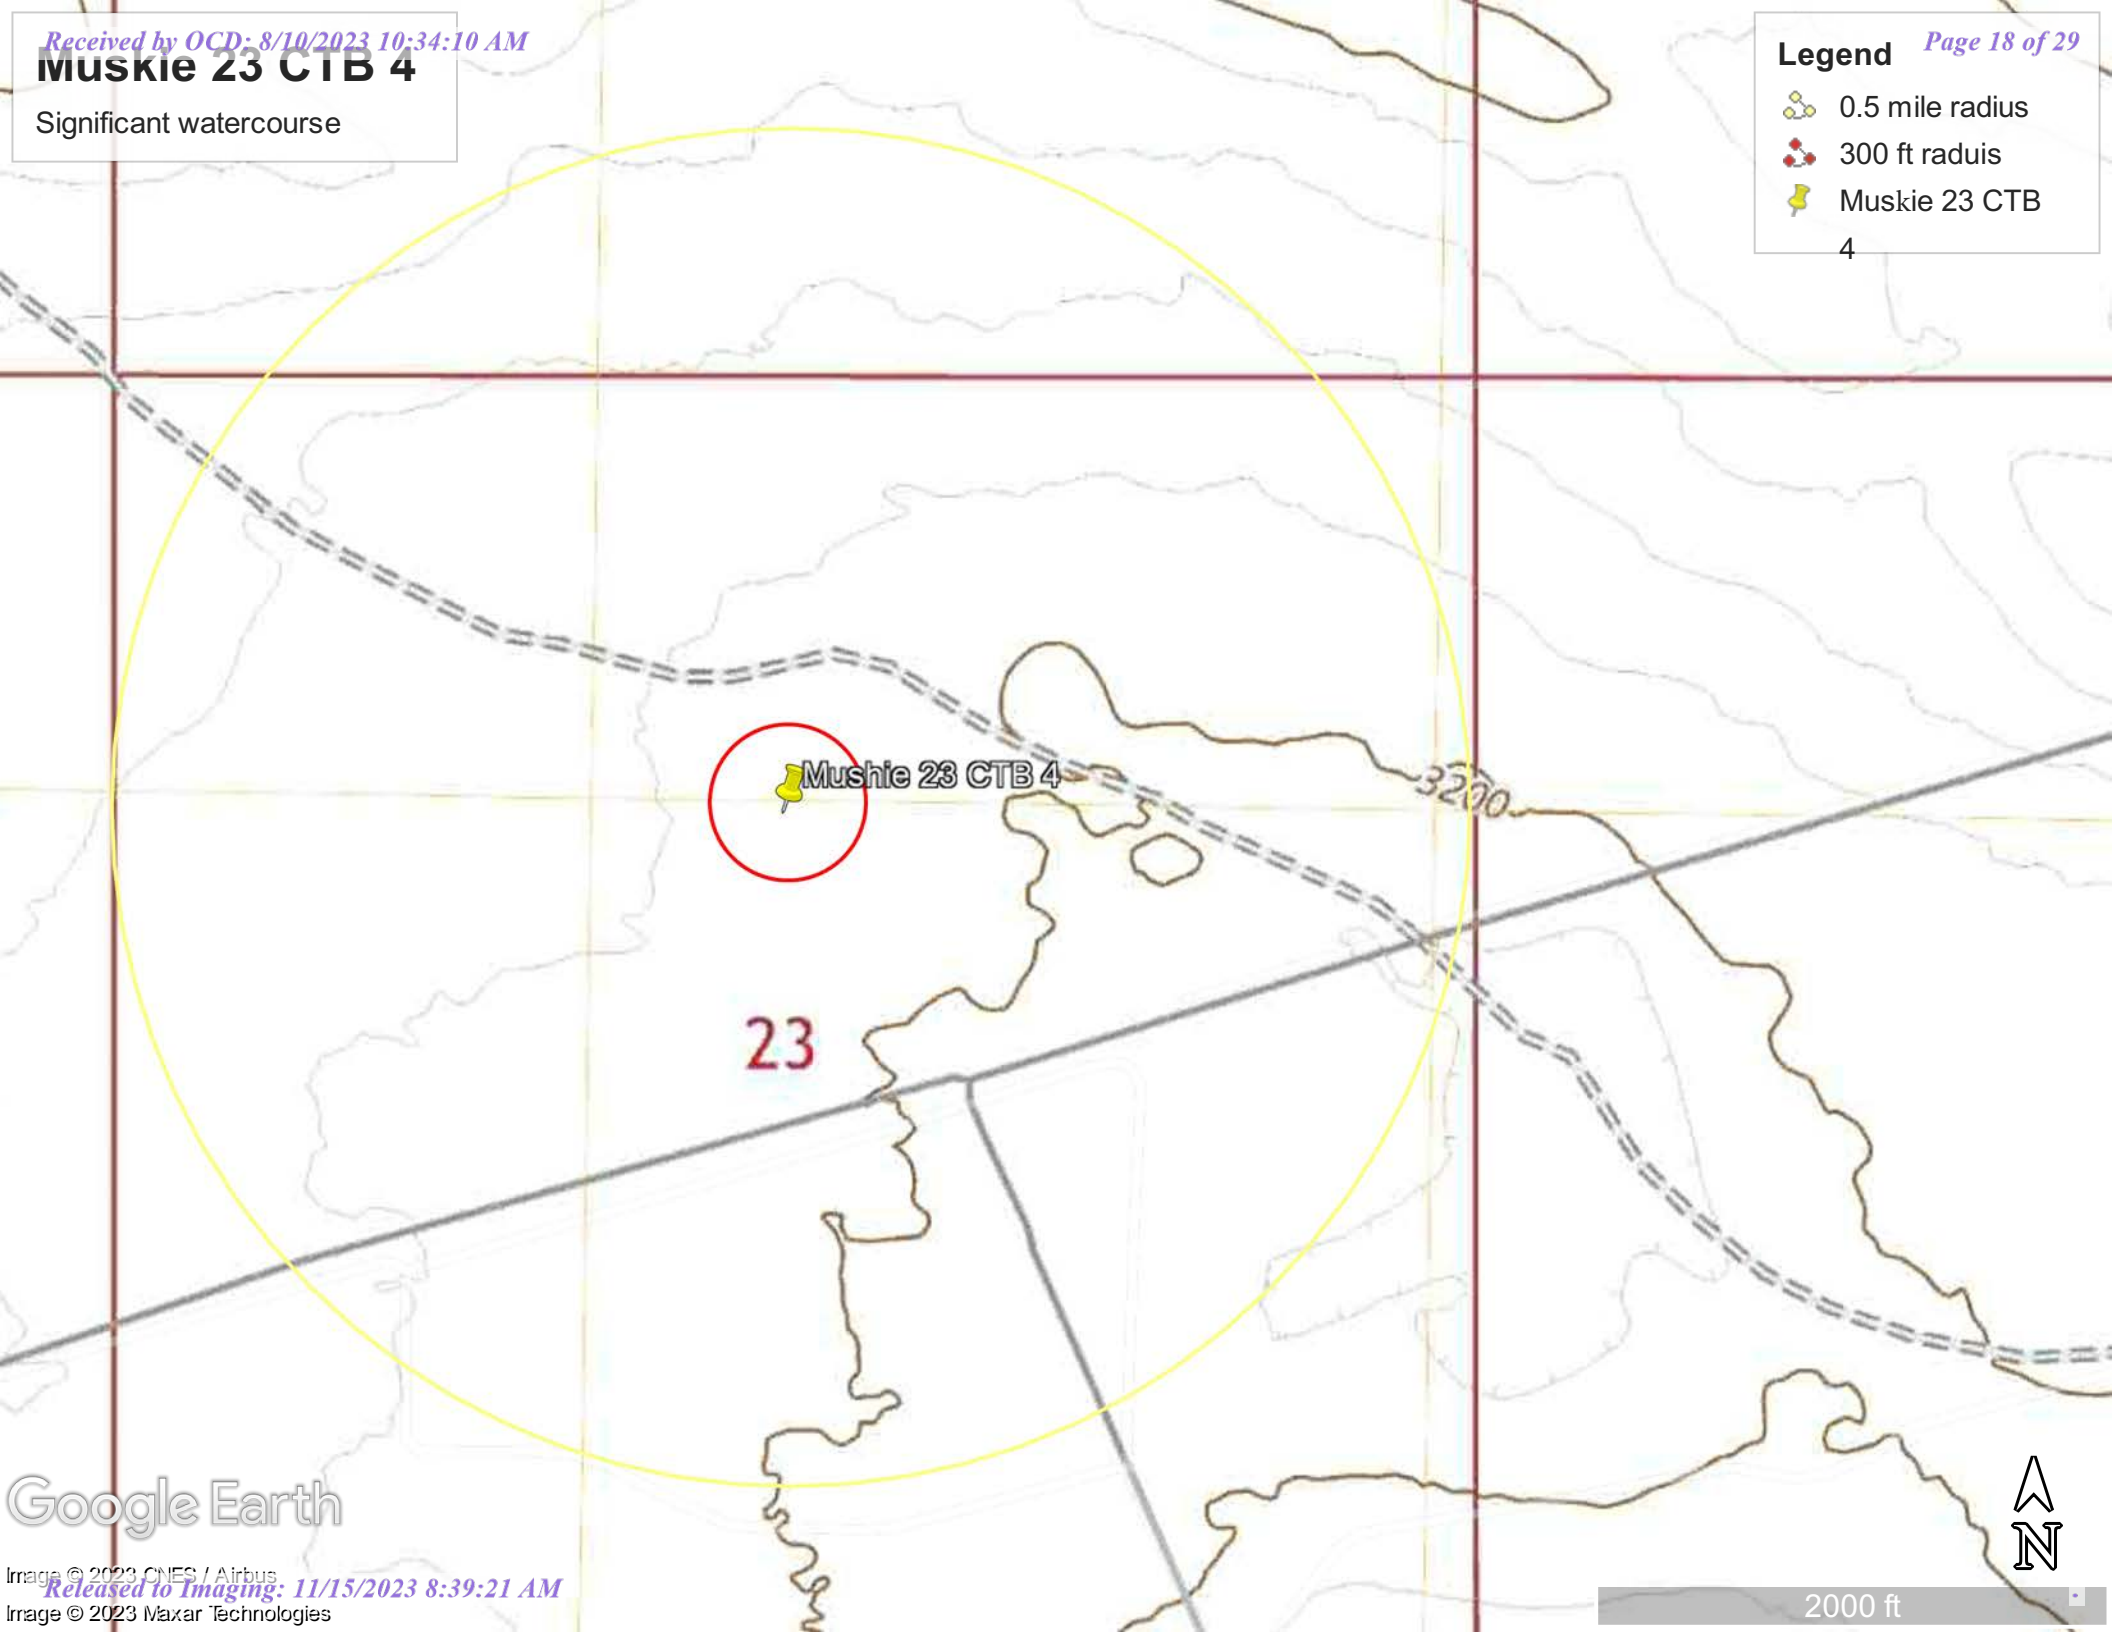 Received by OCD: 8/10/2023 10:34:10 AM
Page 18 of 29
Muskie 23 CTB 4
Significant watercourse
Legend
0.5 mile radius
300 ft raduis
Muskie 23 CTB
4
Mushie 23 CTB 4
3200
23
Google Earth
N
Image © 2023 CNES / Airbus
Released to Imaging: 11/15/2023 8:39:21 AM
Image © 2023 Maxar Technologies
2000 ft